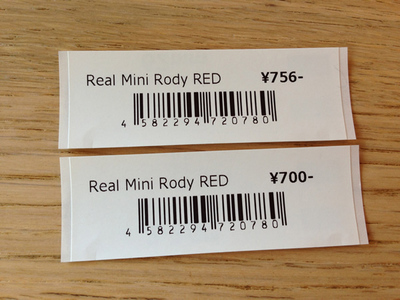 Real Mini Rody RED ¥756-
4 582294 720780
Real Mini Rody RED ¥700-
4 582294 720780